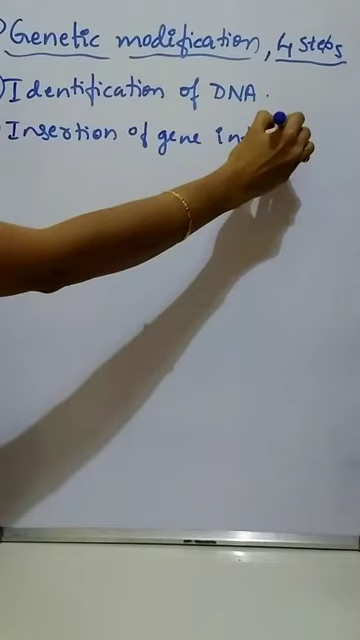 Genetic modification, 4 steps
Identification of DNA.
Insertion of gene in